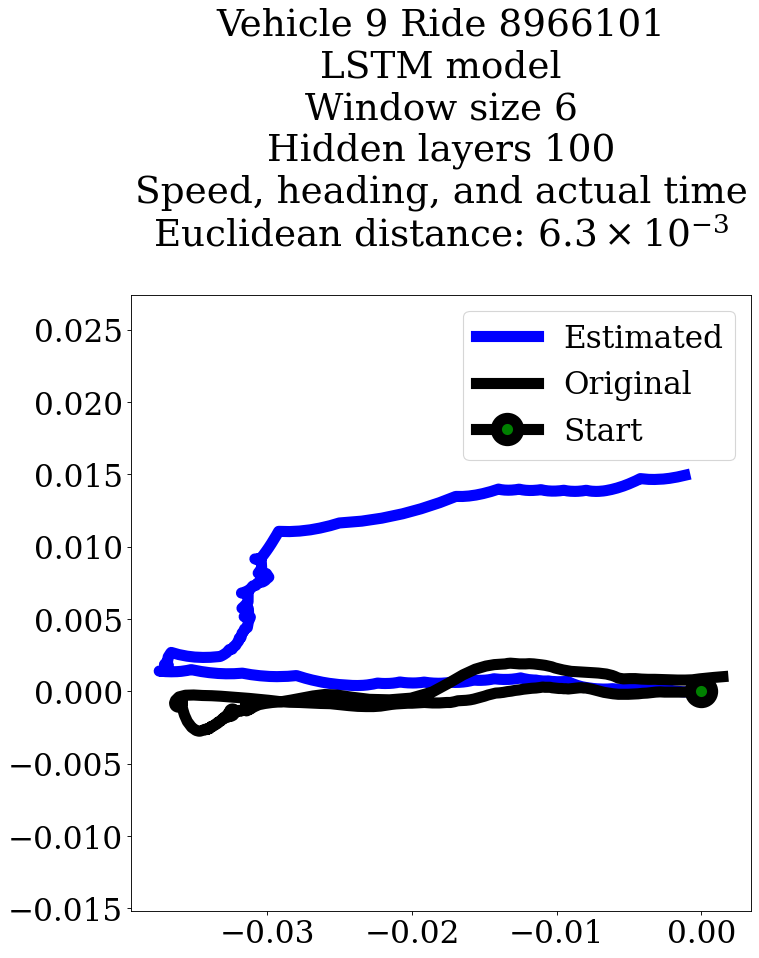 Vehicle 9 Ride 8966101
LSTM model
Window size 6
Hidden layers 100
Speed, heading, and actual time
Euclidean distance: 6.3 × 10⁻³
Estimated
Original
Start
0.025
0.020
0.015
0.010
0.005
0.000
−0.005
−0.010
−0.015
−0.03 −0.02 −0.01 0.00